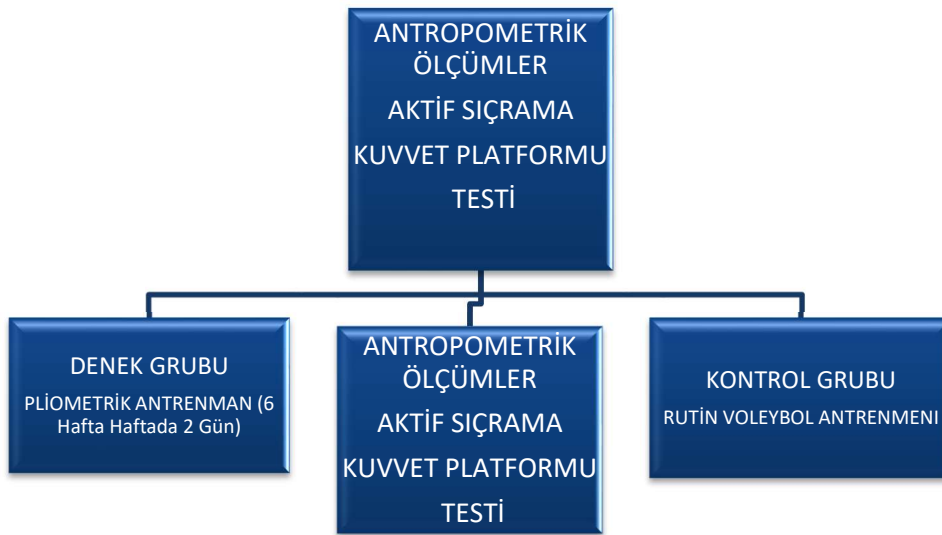 ANTROPOMETRİK
ÖLÇÜMLER
AKTİF SIÇRAMA
KUVVET PLATFORMU
TESTİ
DENEK GRUBU
PLİOMETRİK ANTRENMAN (6
Hafta Haftada 2 Gün)
ANTROPOMETRİK
ÖLÇÜMLER
AKTİF SIÇRAMA
KUVVET PLATFORMU
TESTİ
KONTROL GRUBU
RUTİN VOLEYBOL ANTRENMENI